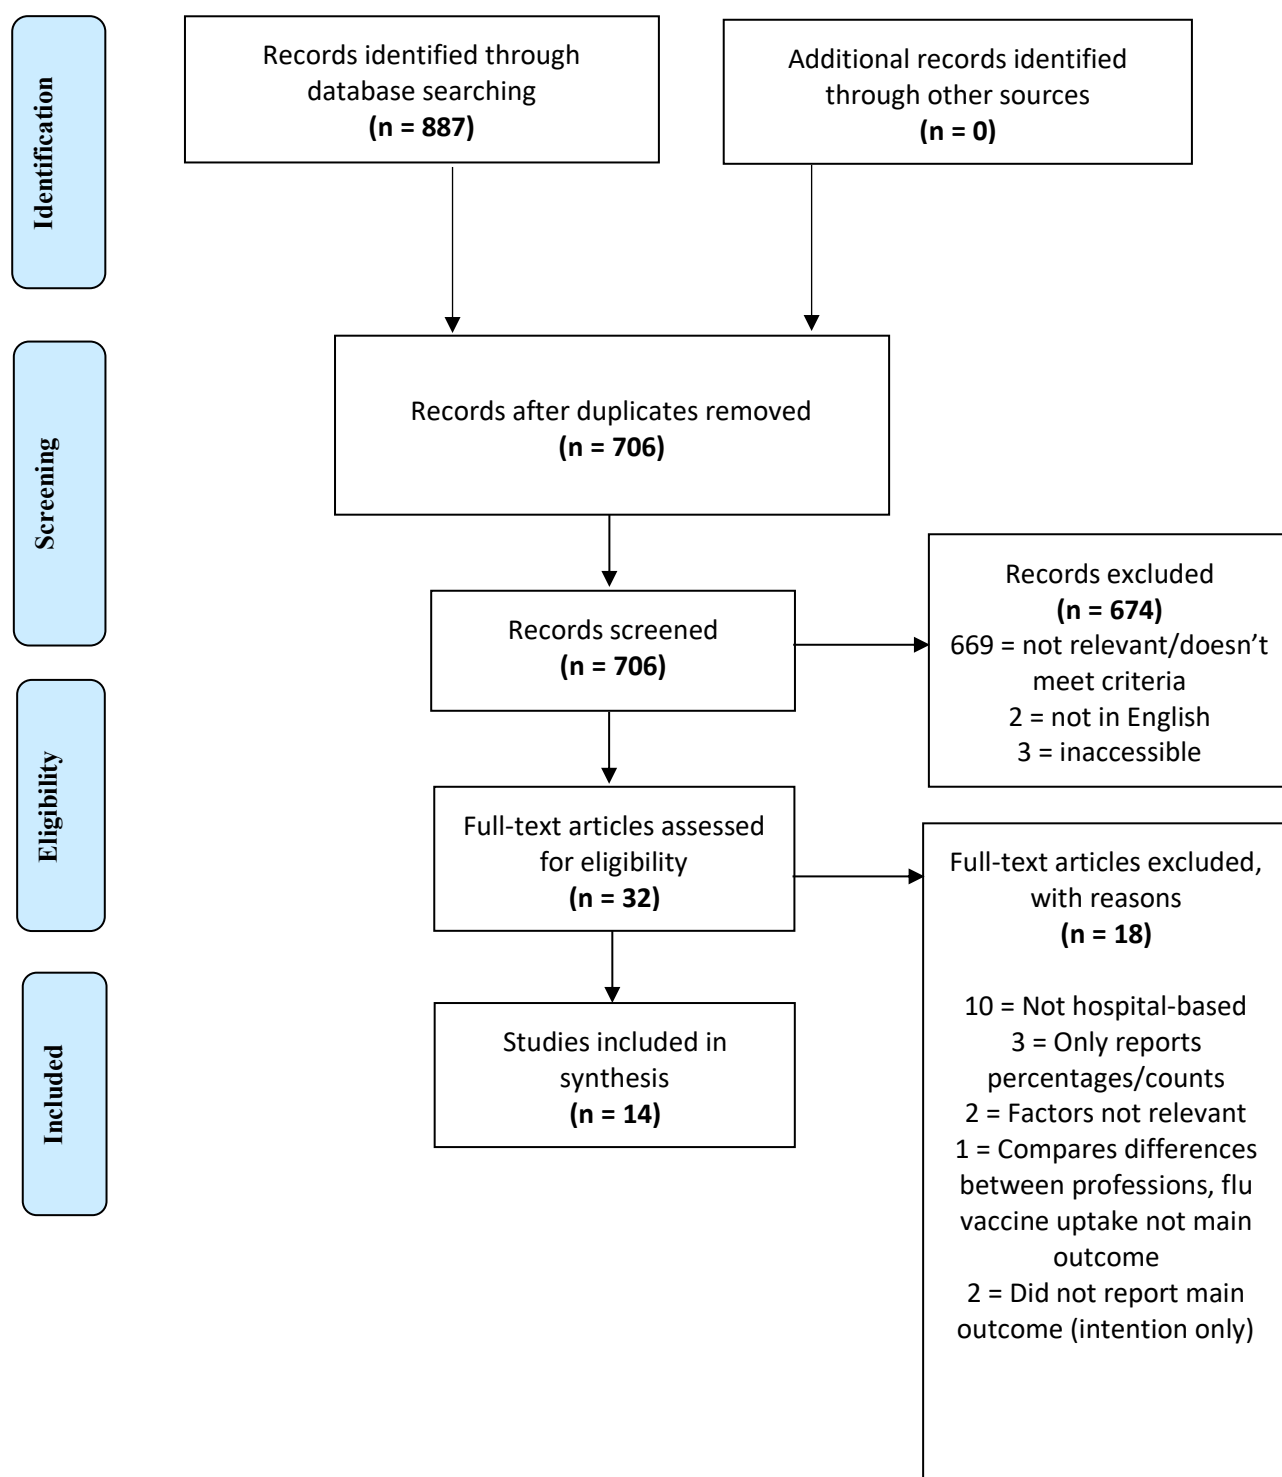 Identification
Records identified through
database searching
(n = 887)
Additional records identified
through other sources
(n = 0)
Screening
Records after duplicates removed
(n = 706)
Records screened
(n = 706)
Records excluded
(n = 674)
669 = not relevant/doesn’t
meet criteria
2 = not in English
3 = inaccessible
Eligibility
Full-text articles assessed
for eligibility
(n = 32)
Full-text articles excluded,
with reasons
(n = 18)
10 = Not hospital-based
3 = Only reports
percentages/counts
2 = Factors not relevant
1 = Compares differences
between professions, flu
vaccine uptake not main
outcome
2 = Did not report main
outcome (intention only)
Included
Studies included in
synthesis
(n = 14)